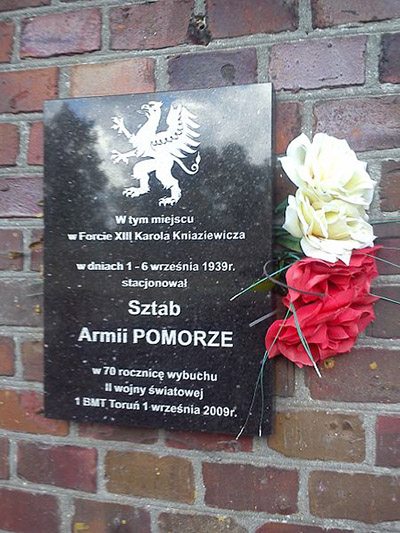 W tym miejscu
w Forcie XIII Karola Kniaziewicza
w dniach 1 - 6 września 1939r.
stacjonował
Sztab
Armii POMORZE
w 70 rocznicę wybuchu
II wojny światowej
1 BMT Toruń 1 września 2009r.